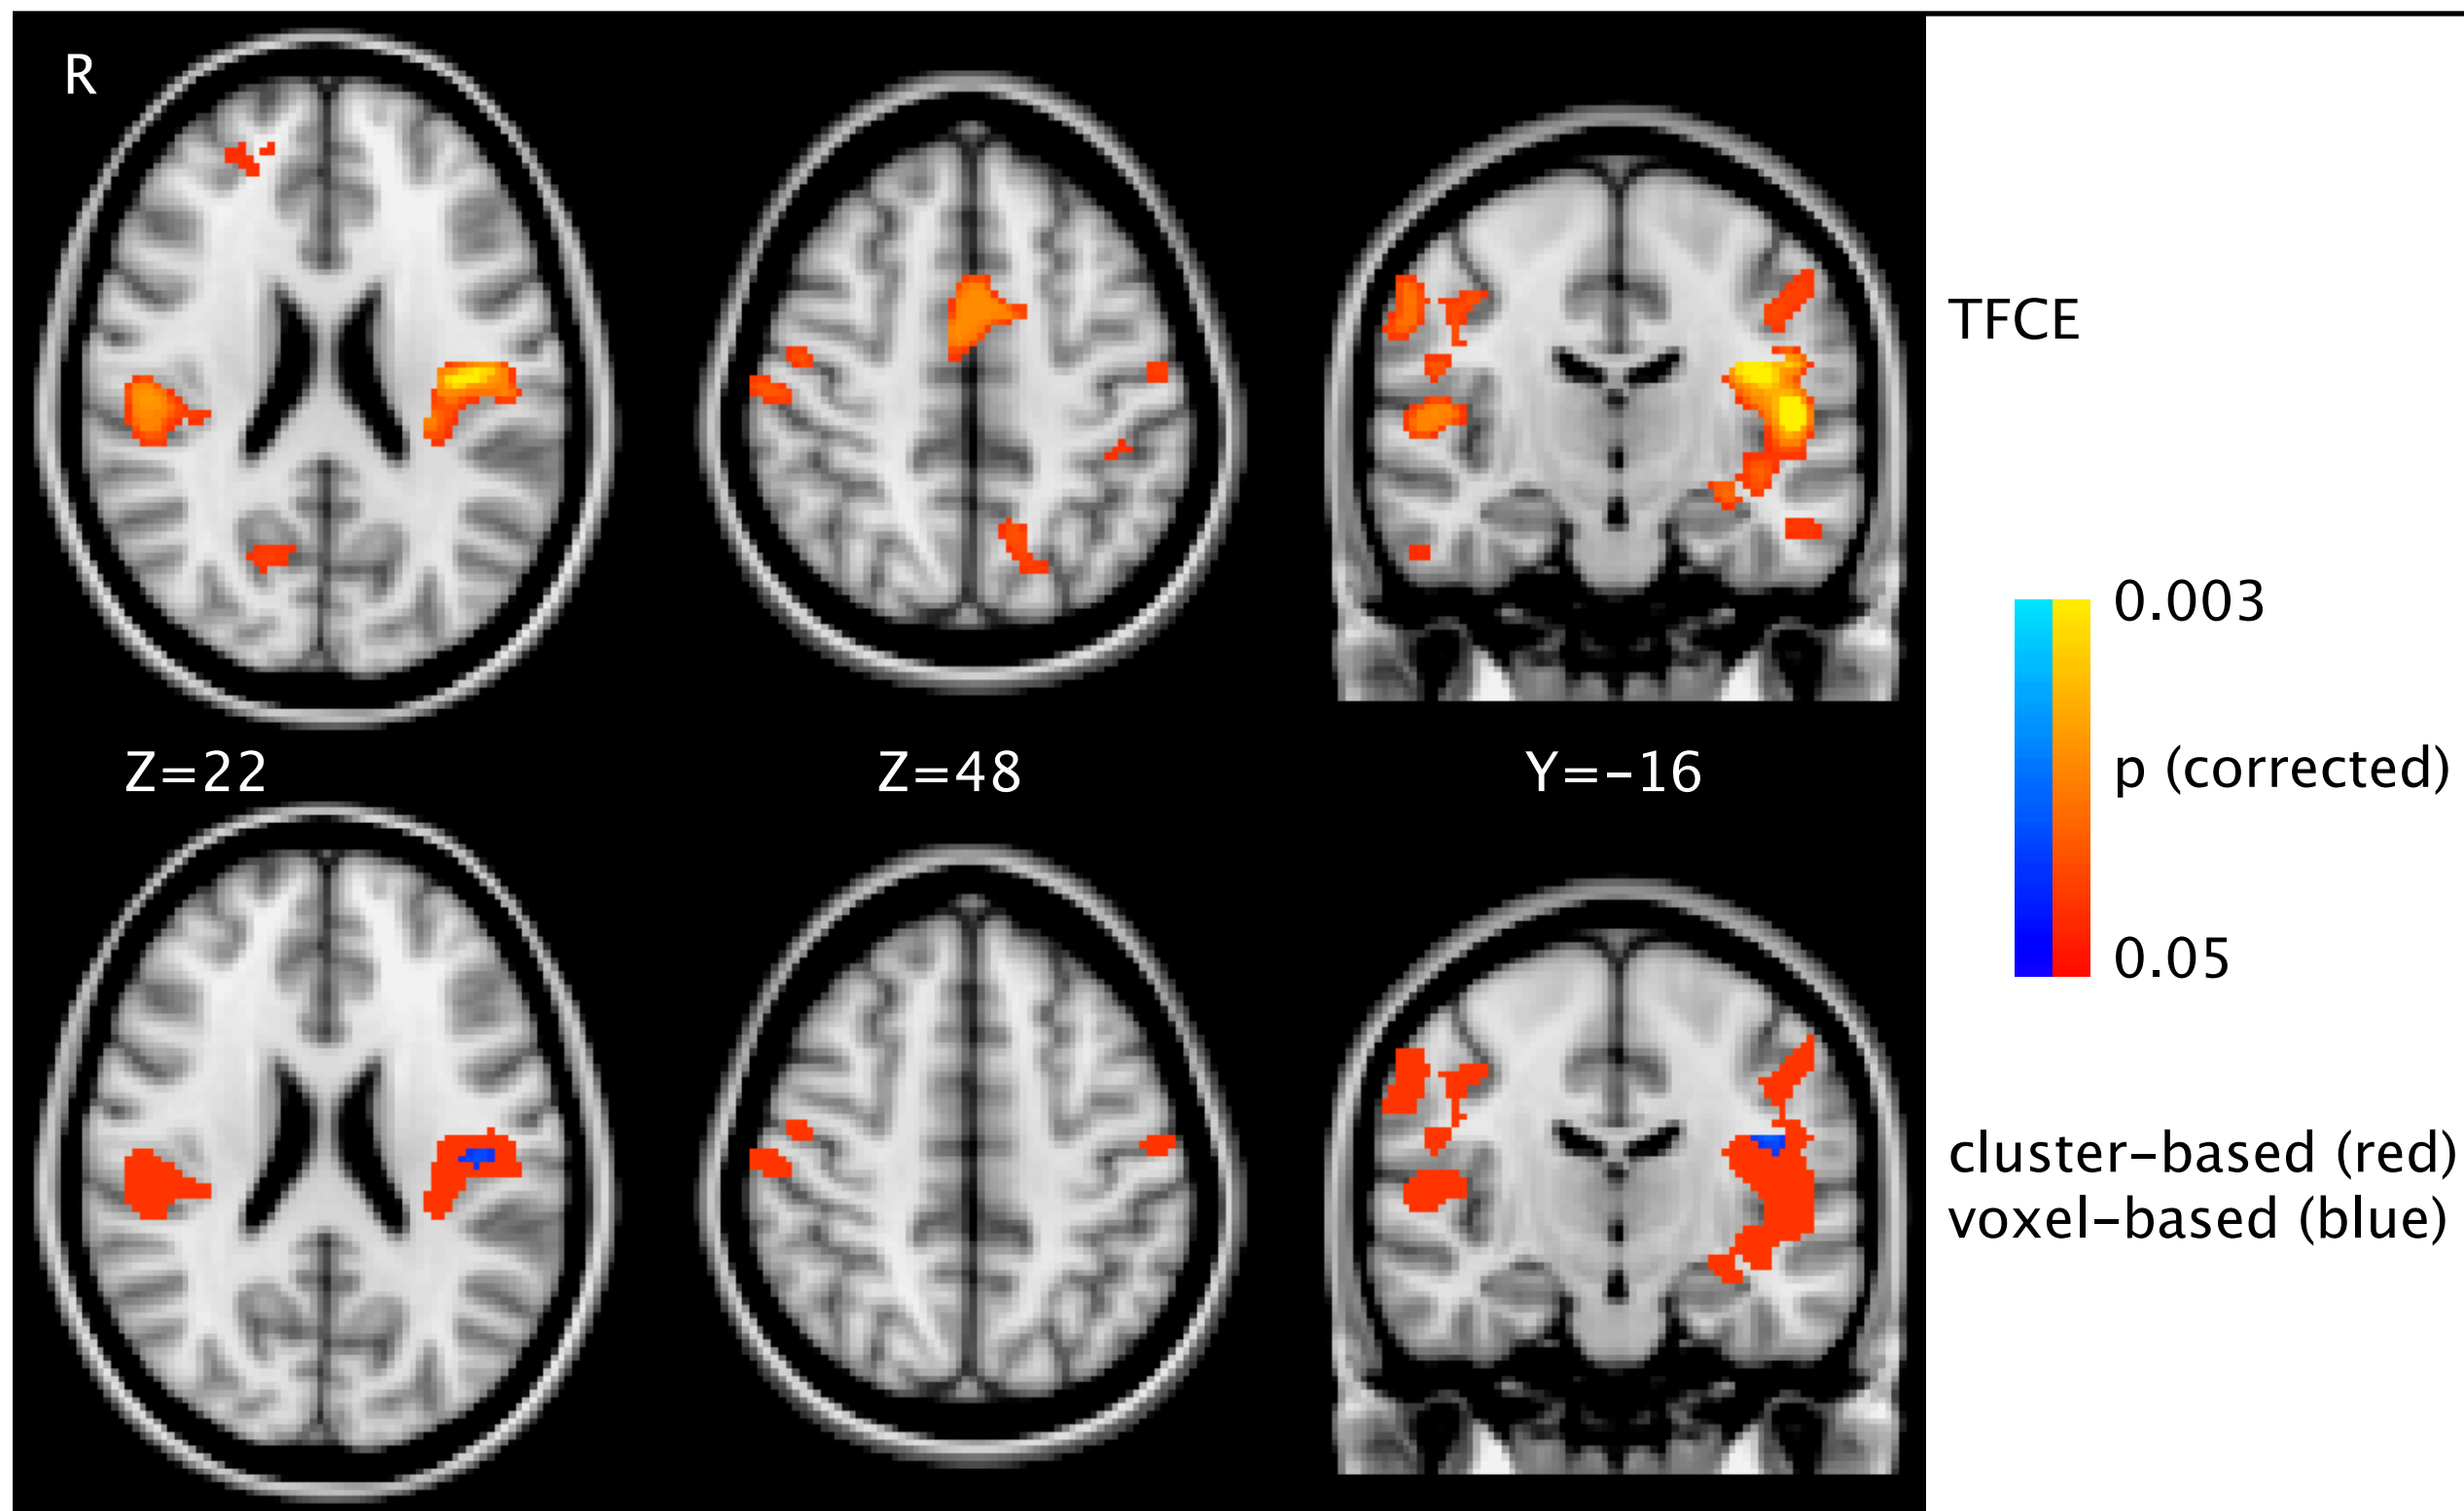 R
TFCE
0.003
Z=22
Z=48
Y=-16
p (corrected)
0.05
cluster-based (red)
voxel-based (blue)